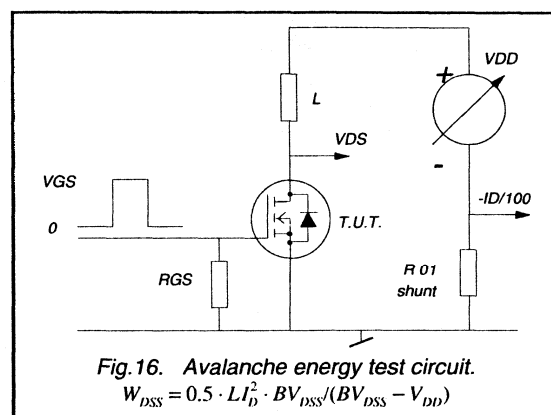 +
VDD
L
VDS
-
VGS
-ID/100
0
T.U.T.
RGS
R 01
shunt
Fig.16. Avalanche energy test circuit.
W_DSS = 0.5 · LI_D^2 · BV_DSS/(BV_DSS − V_DD)